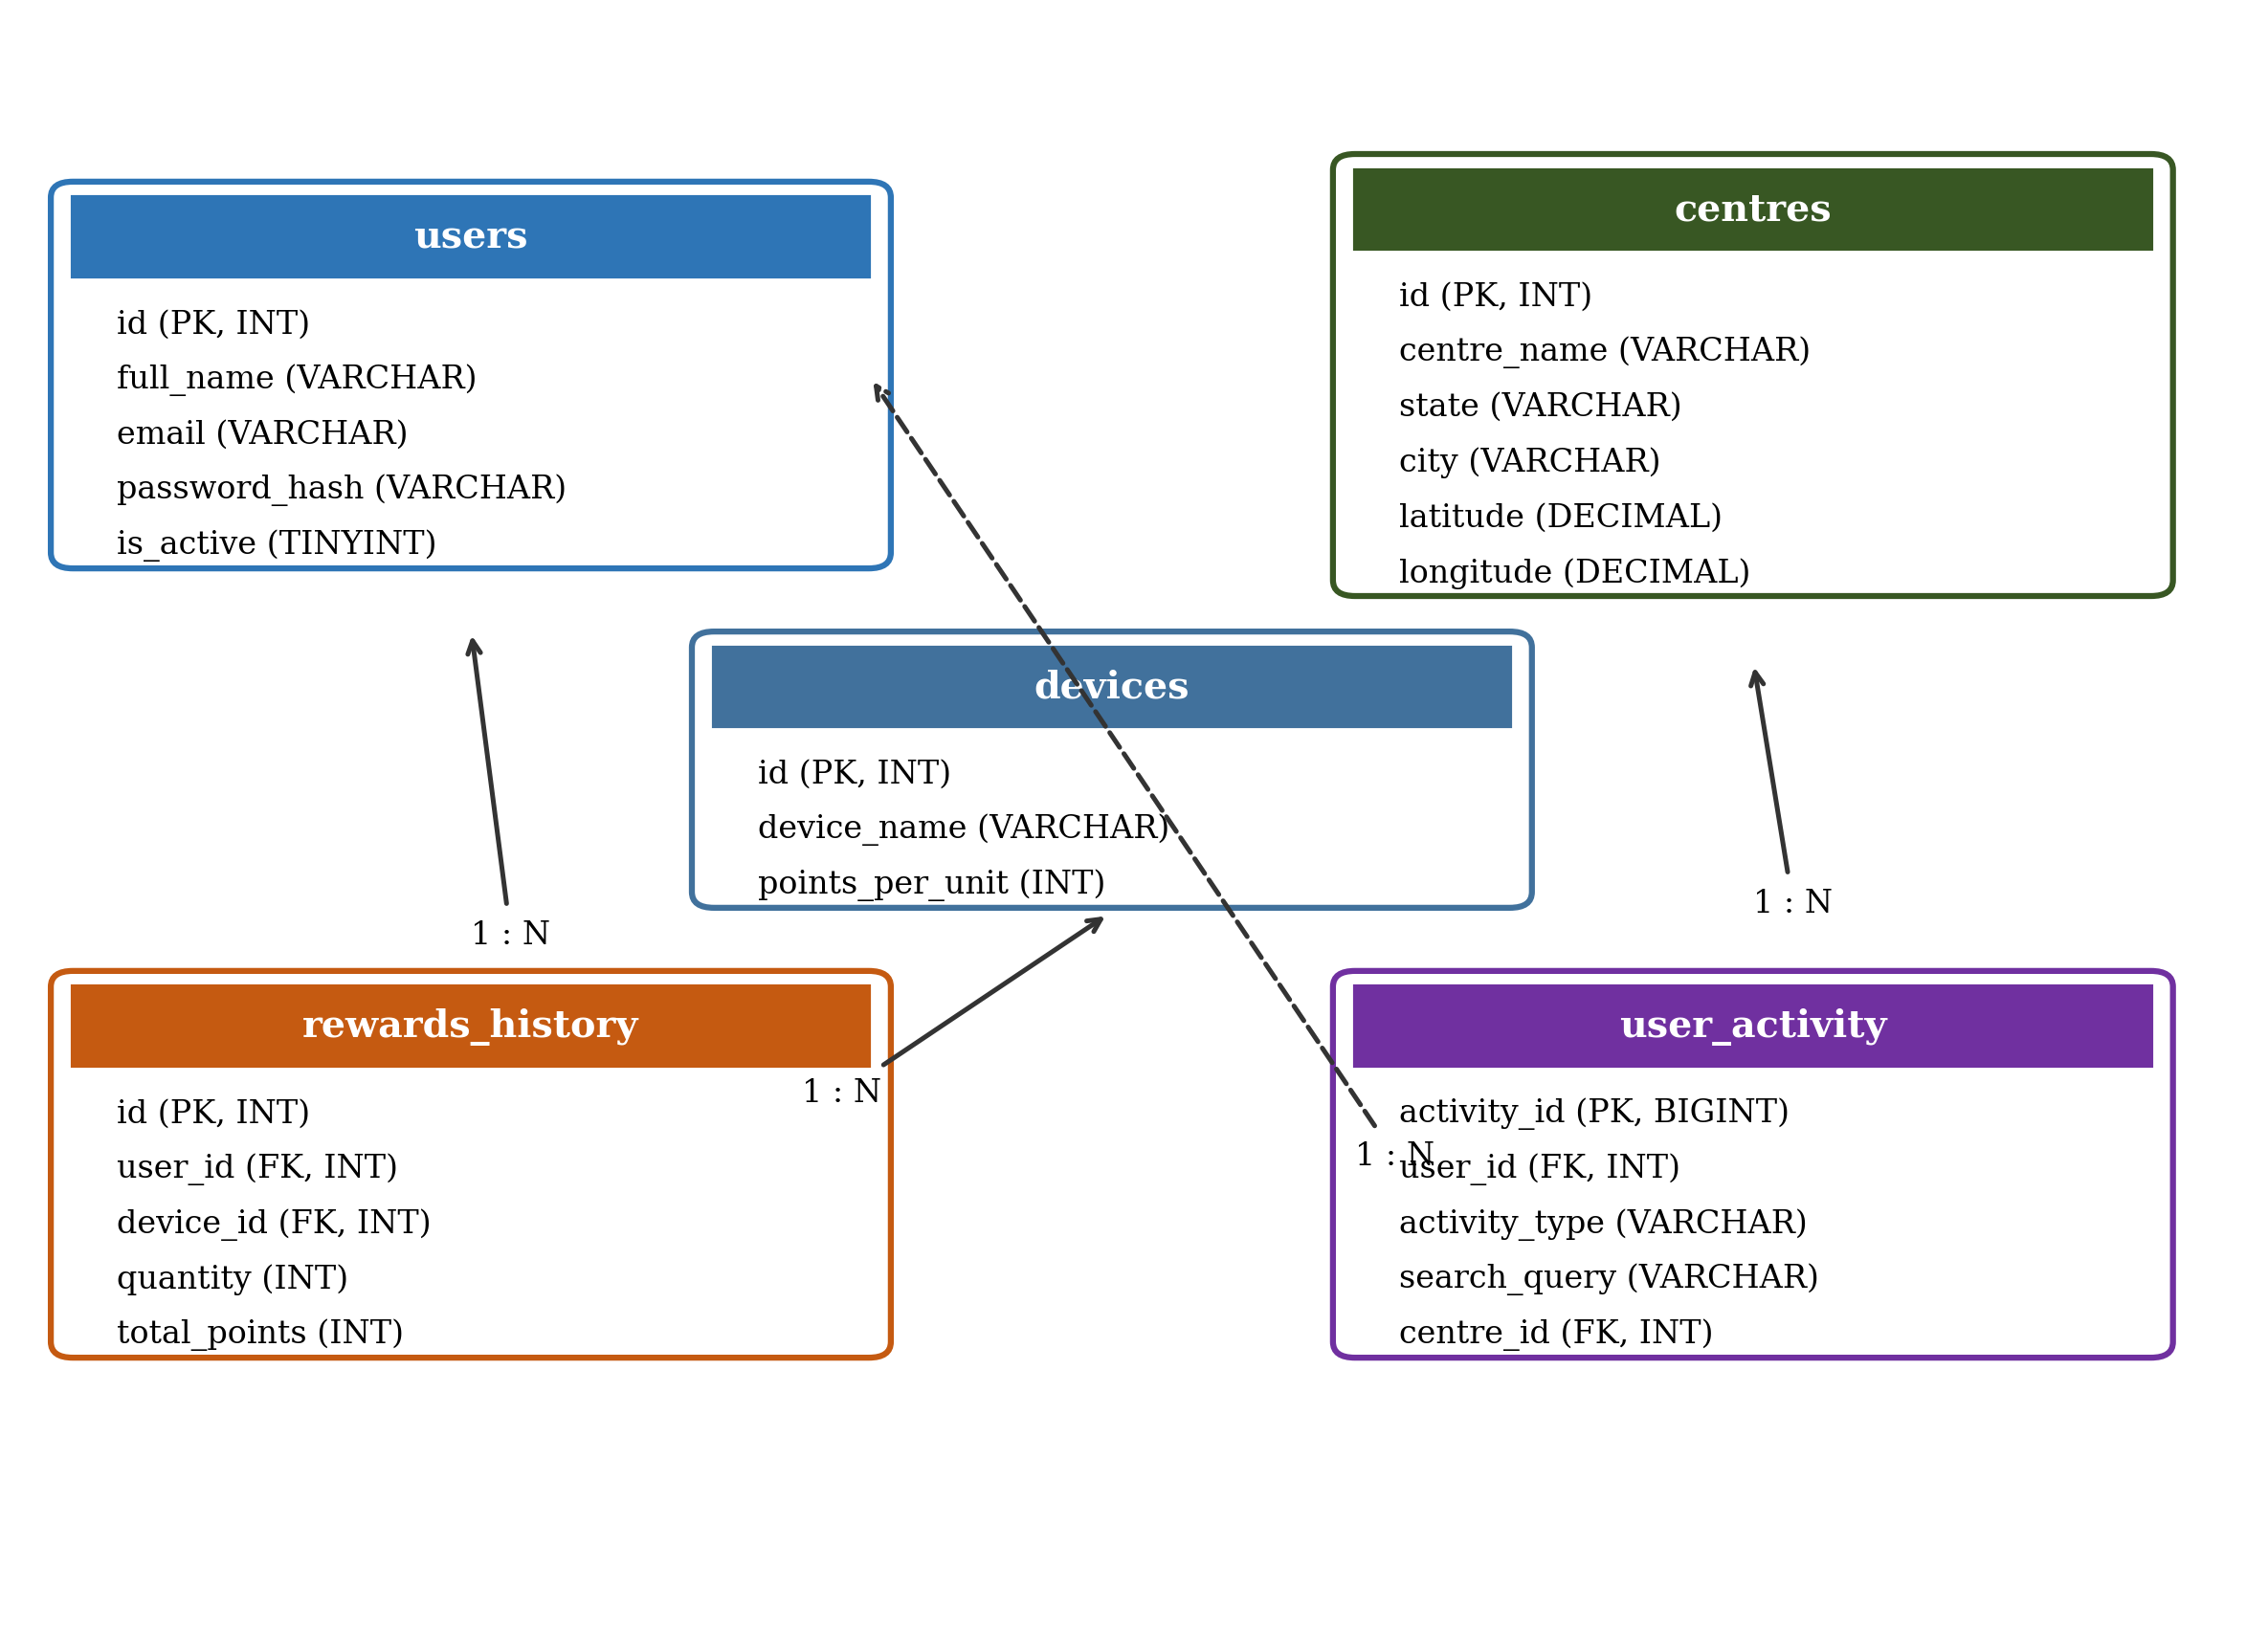 users
id (PK, INT)
full_name (VARCHAR)
email (VARCHAR)
password_hash (VARCHAR)
is_active (TINYINT)
centres
id (PK, INT)
centre_name (VARCHAR)
state (VARCHAR)
city (VARCHAR)
latitude (DECIMAL)
longitude (DECIMAL)
devices
id (PK, INT)
device_name (VARCHAR)
points_per_unit (INT)
1 : N
1 : N
rewards_history
id (PK, INT)
user_id (FK, INT)
device_id (FK, INT)
quantity (INT)
total_points (INT)
1 : N
1 : N
user_activity
activity_id (PK, BIGINT)
user_id (FK, INT)
activity_type (VARCHAR)
search_query (VARCHAR)
centre_id (FK, INT)